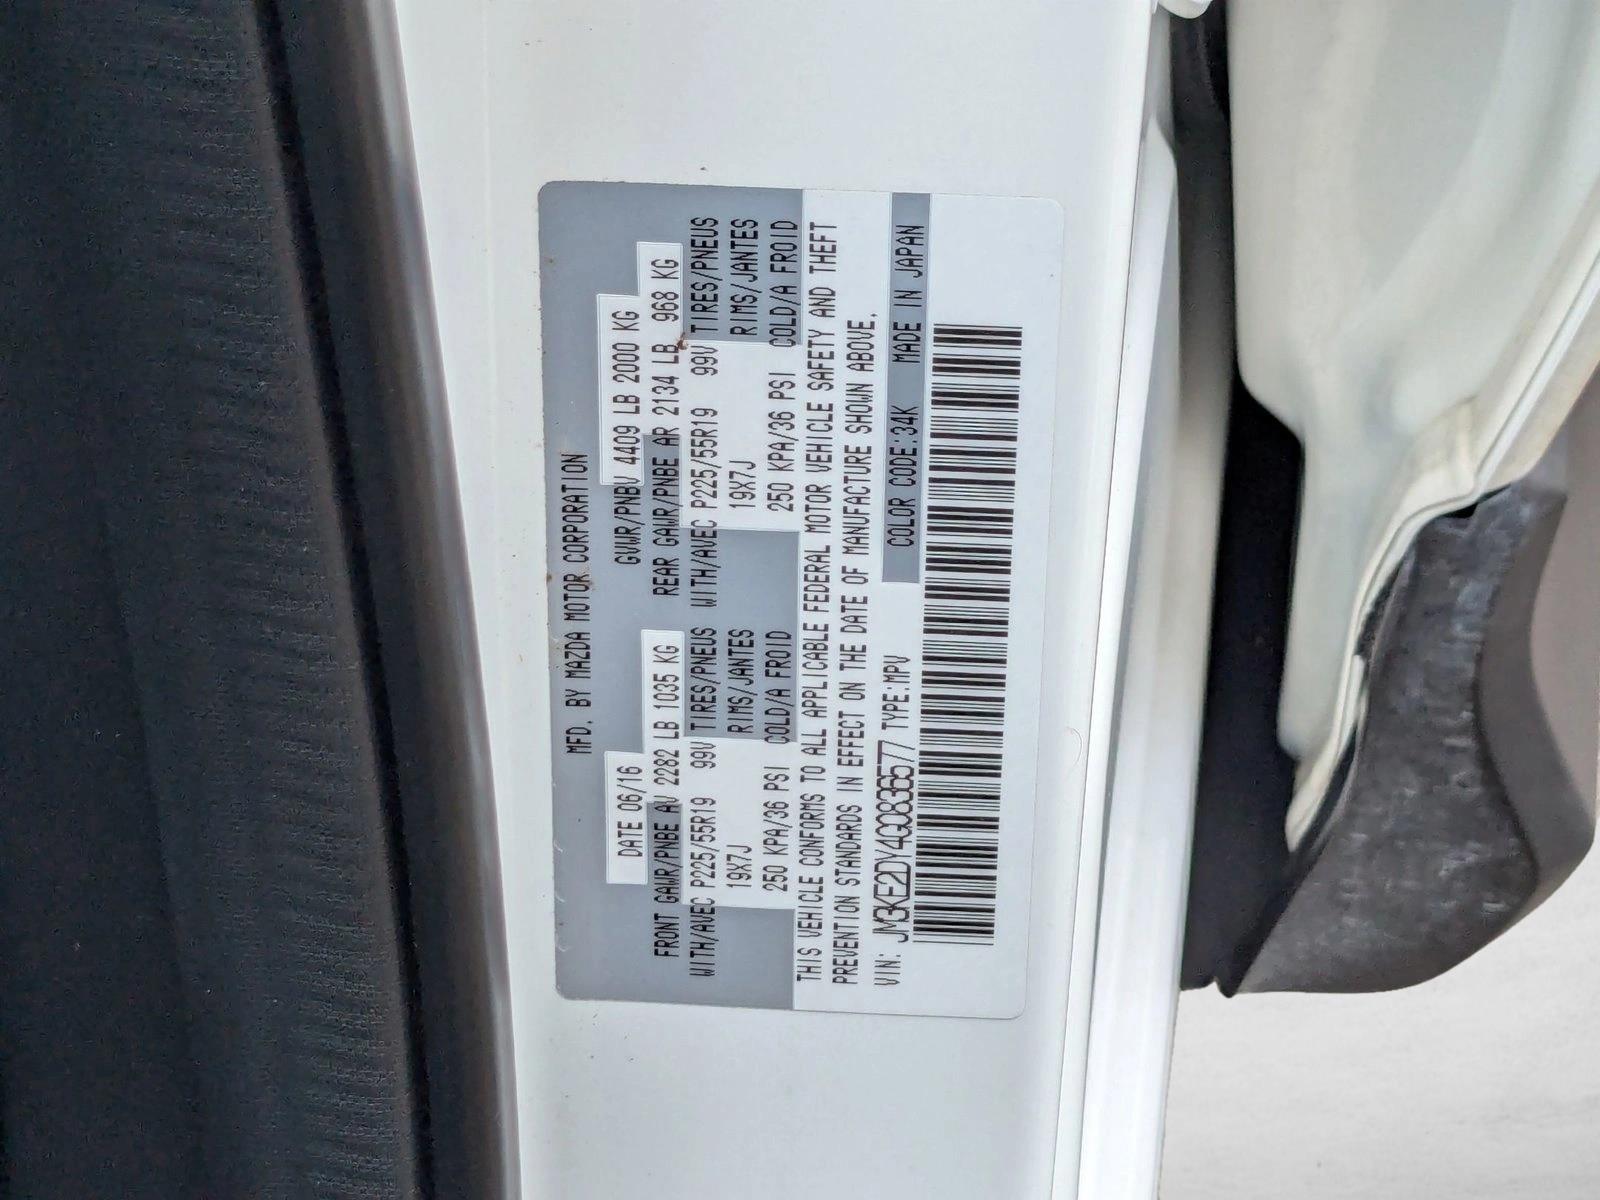 MFD. BY MAZDA MOTOR CORPORATION
DATE 06/16 GVWR/PNBV 4409 LB 2000 KG
FRONT GAWR/PNBE AV 2282 LB 1035 KG REAR GAWR/PNBE AR 2134 LB 968 KG
WITH/AVEC P225/55R19 99V TIRES/PNEUS WITH/AVEC P225/55R19 99V TIRES/PNEUS
19X7J RIMS/JANTES 19X7J RIMS/JANTES
250 KPA/36 PSI COLD/A FROID 250 KPA/36 PSI COLD/A FROID
THIS VEHICLE CONFORMS TO ALL APPLICABLE FEDERAL MOTOR VEHICLE SAFETY AND THEFT
PREVENTION STANDARDS IN EFFECT ON THE DATE OF MANUFACTURE SHOWN ABOVE.
VIN: JM3KE2DY4G0836577 TYPE:MPV COLOR CODE:34K MADE IN JAPAN